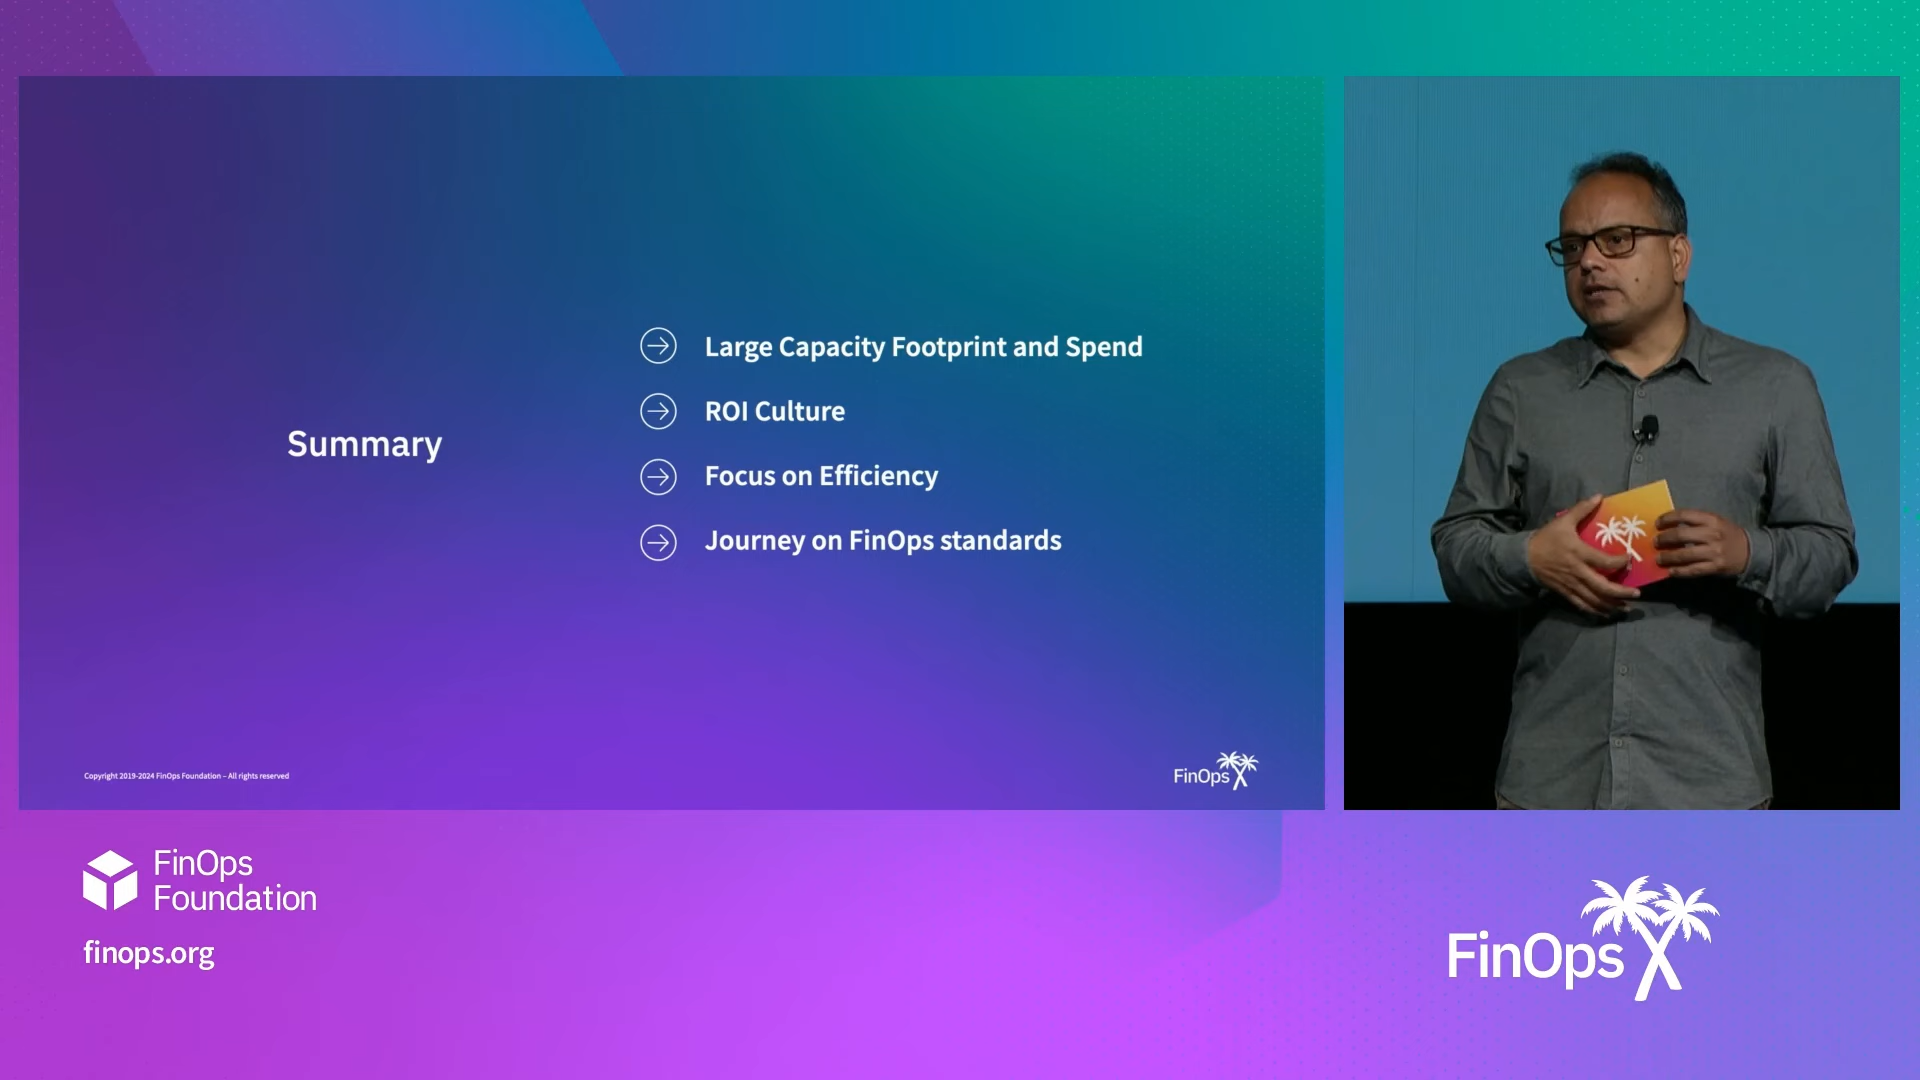 Summary
Large Capacity Footprint and Spend
ROI Culture
Focus on Efficiency
Journey on FinOps standards
Copyright 2019-2024 FinOps Foundation – All rights reserved
FinOps X
FinOps
Foundation
finops.org
FinOps X